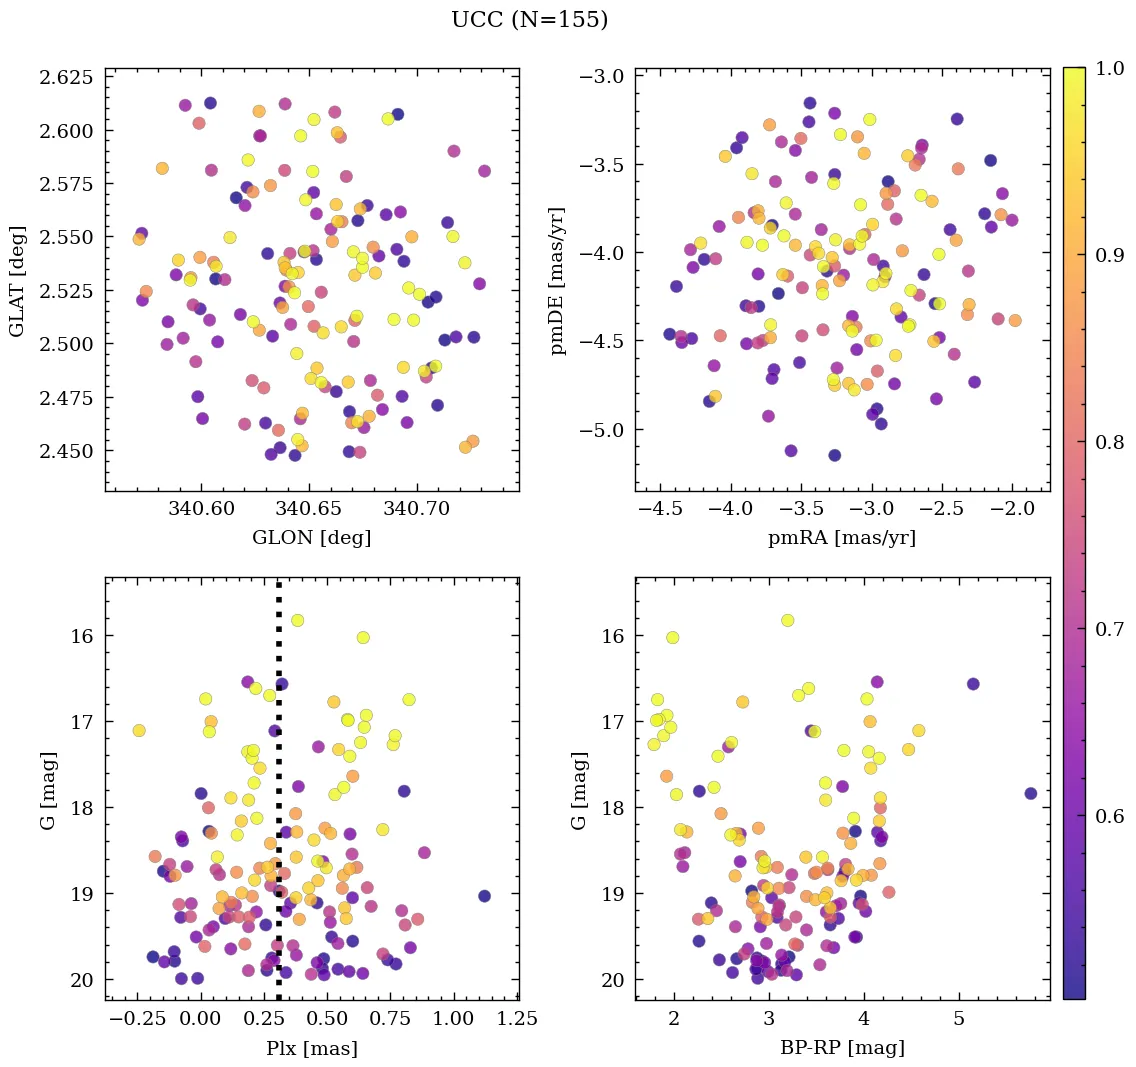 UCC (N=155)
2.625
2.600
2.575
2.550
2.525
2.500
2.475
2.450
GLAT [deg]
340.60 340.65 340.70
GLON [deg]
−3.0
−3.5
−4.0
−4.5
−5.0
pmDE [mas/yr]
−4.5 −4.0 −3.5 −3.0 −2.5 −2.0
pmRA [mas/yr]
16
17
18
19
20
G [mag]
−0.25 0.00 0.25 0.50 0.75 1.00 1.25
Plx [mas]
16
17
18
19
20
G [mag]
2 3 4 5
BP-RP [mag]
1.0
0.9
0.8
0.7
0.6